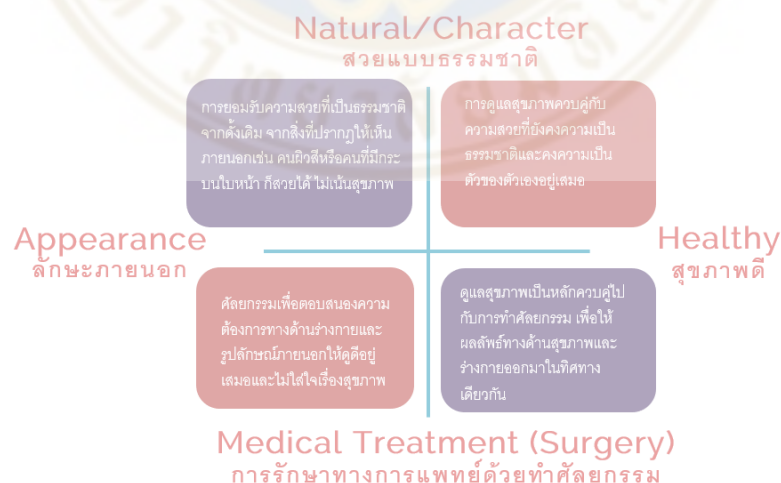 Natural/Character
สวยแบบธรรมชาติ
การยอมรับความสวยที่เป็นธรรมชาติ
จากดั้งเดิม จากสิ่งที่ปรากฏให้เห็น
ภายนอกเช่น คนผิวสีหรือคนที่มีกระ
บนใบหน้า ก็สวยได้ ไม่เน้นสุขภาพ
การดูแลสุขภาพควบคู่กับ
ความสวยที่ยังคงความเป็น
ธรรมชาติและคงความเป็น
ตัวของตัวเองอยู่เสมอ
Appearance
ลักษะภายนอก
Healthy
สุขภาพดี
ศัลยกรรมเพื่อตอบสนองความ
ต้องการทางด้านร่างกายและ
รูปลักษณ์ภายนอกให้ดูดีอยู่
เสมอและไม่ใส่ใจเรื่องสุขภาพ
ดูแลสุขภาพเป็นหลักควบคู่ไป
กับการทำศัลยกรรม เพื่อให้
ผลลัพธ์ทางด้านสุขภาพและ
ร่างกายออกมาในทิศทาง
เดียวกัน
Medical Treatment (Surgery)
การรักษาทางการแพทย์ด้วยทำศัลยกรรม